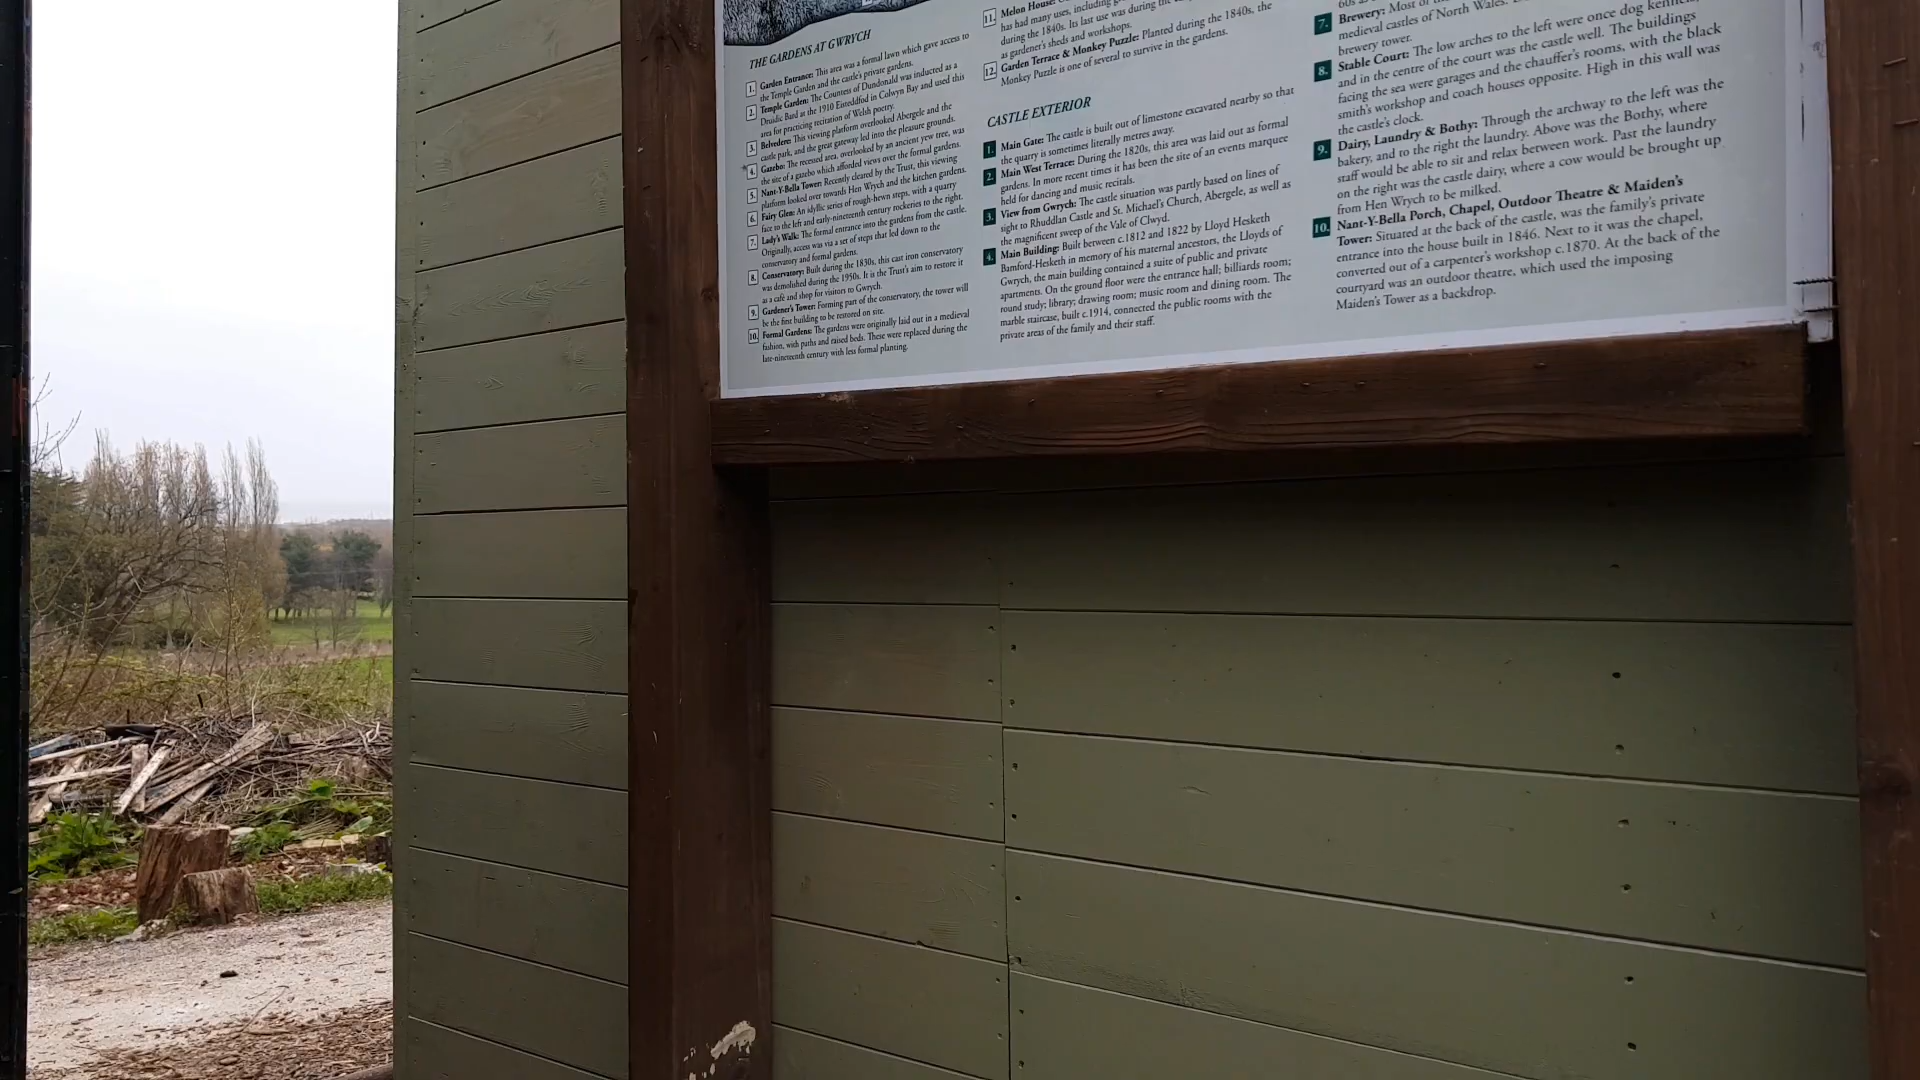 THE GARDENS AT GWRYCH
1. Garden Entrance: This area was a formal lawn which gave access to
the Temple Garden and the castle's private gardens.
2. Temple Garden: The Countess of Dundonald was inducted as a
Druidic Bard at the 1910 Eisteddfod in Colwyn Bay and used this
area for practicing recitation of Welsh poetry.
3. Belvedere: This viewing platform overlooked Abergele and the
castle park, and the great gateway led into the pleasure grounds.
4. Gazebo: The recessed area, overlooked by an ancient yew tree, was
the site of a gazebo which afforded views over the formal gardens.
5. Nant-Y-Bella Tower: Recently cleared by the Trust, this viewing
platform looked over towards Hen Wrych and the kitchen gardens.
6. Fairy Glen: An idyllic series of rough-hewn steps, with a quarry
face to the left and early-nineteenth century rockeries to the right.
7. Lady's Walk: The formal entrance into the gardens from the castle.
Originally, access was via a set of steps that led down to the
conservatory and formal gardens.
8. Conservatory: Built during the 1830s, this cast iron conservatory
was demolished during the 1950s. It is the Trust's aim to restore it
as a café and shop for visitors to Gwrych.
9. Gardener's Tower: Forming part of the conservatory, the tower will
be the first building to be restored on site.
10. Formal Gardens: The gardens were originally laid out in a medieval
fashion, with paths and raised beds. These were replaced during the
late-nineteenth century with less formal planting.
11. Melon House:
has had many uses, including
during the 1840s. Its last use was during the
as gardener's sheds and workshops.
12. Garden Terrace & Monkey Puzzle: Planted during the 1840s, the
Monkey Puzzle is one of several to survive in the gardens.
CASTLE EXTERIOR
1. Main Gate: The castle is built out of limestone excavated nearby so that
the quarry is sometimes literally metres away.
2. Main West Terrace: During the 1820s, this area was laid out as formal
gardens. In more recent times it has been the site of an events marquee
held for dancing and music recitals.
3. View from Gwrych: The castle situation was partly based on lines of
sight to Rhuddlan Castle and St. Michael's Church, Abergele, as well as
the magnificent sweep of the Vale of Clwyd.
4. Main Building: Built between c.1812 and 1822 by Lloyd Hesketh
Bamford-Hesketh in memory of his maternal ancestors, the Lloyds of
Gwrych, the main building contained a suite of public and private
apartments. On the ground floor were the entrance hall; billiards room;
round study; library; drawing room; music room and dining room. The
marble staircase, built c.1914, connected the public rooms with the
private areas of the family and their staff.
7. Brewery: Most of
medieval castles of North Wales.
brewery tower.
8. Stable Court: The low arches to the left were once dog kennels,
and in the centre of the court was the castle well. The buildings
facing the sea were garages and the chauffer's rooms, with the black
smith's workshop and coach houses opposite. High in this wall was
the castle's clock.
9. Dairy, Laundry & Bothy: Through the archway to the left was the
bakery, and to the right the laundry. Above was the Bothy, where
staff would be able to sit and relax between work. Past the laundry
on the right was the castle dairy, where a cow would be brought up
from Hen Wrych to be milked.
10. Nant-Y-Bella Porch, Chapel, Outdoor Theatre & Maiden's
Tower: Situated at the back of the castle, was the family's private
entrance into the house built in 1846. Next to it was the chapel,
converted out of a carpenter's workshop c.1870. At the back of the
courtyard was an outdoor theatre, which used the imposing
Maiden's Tower as a backdrop.